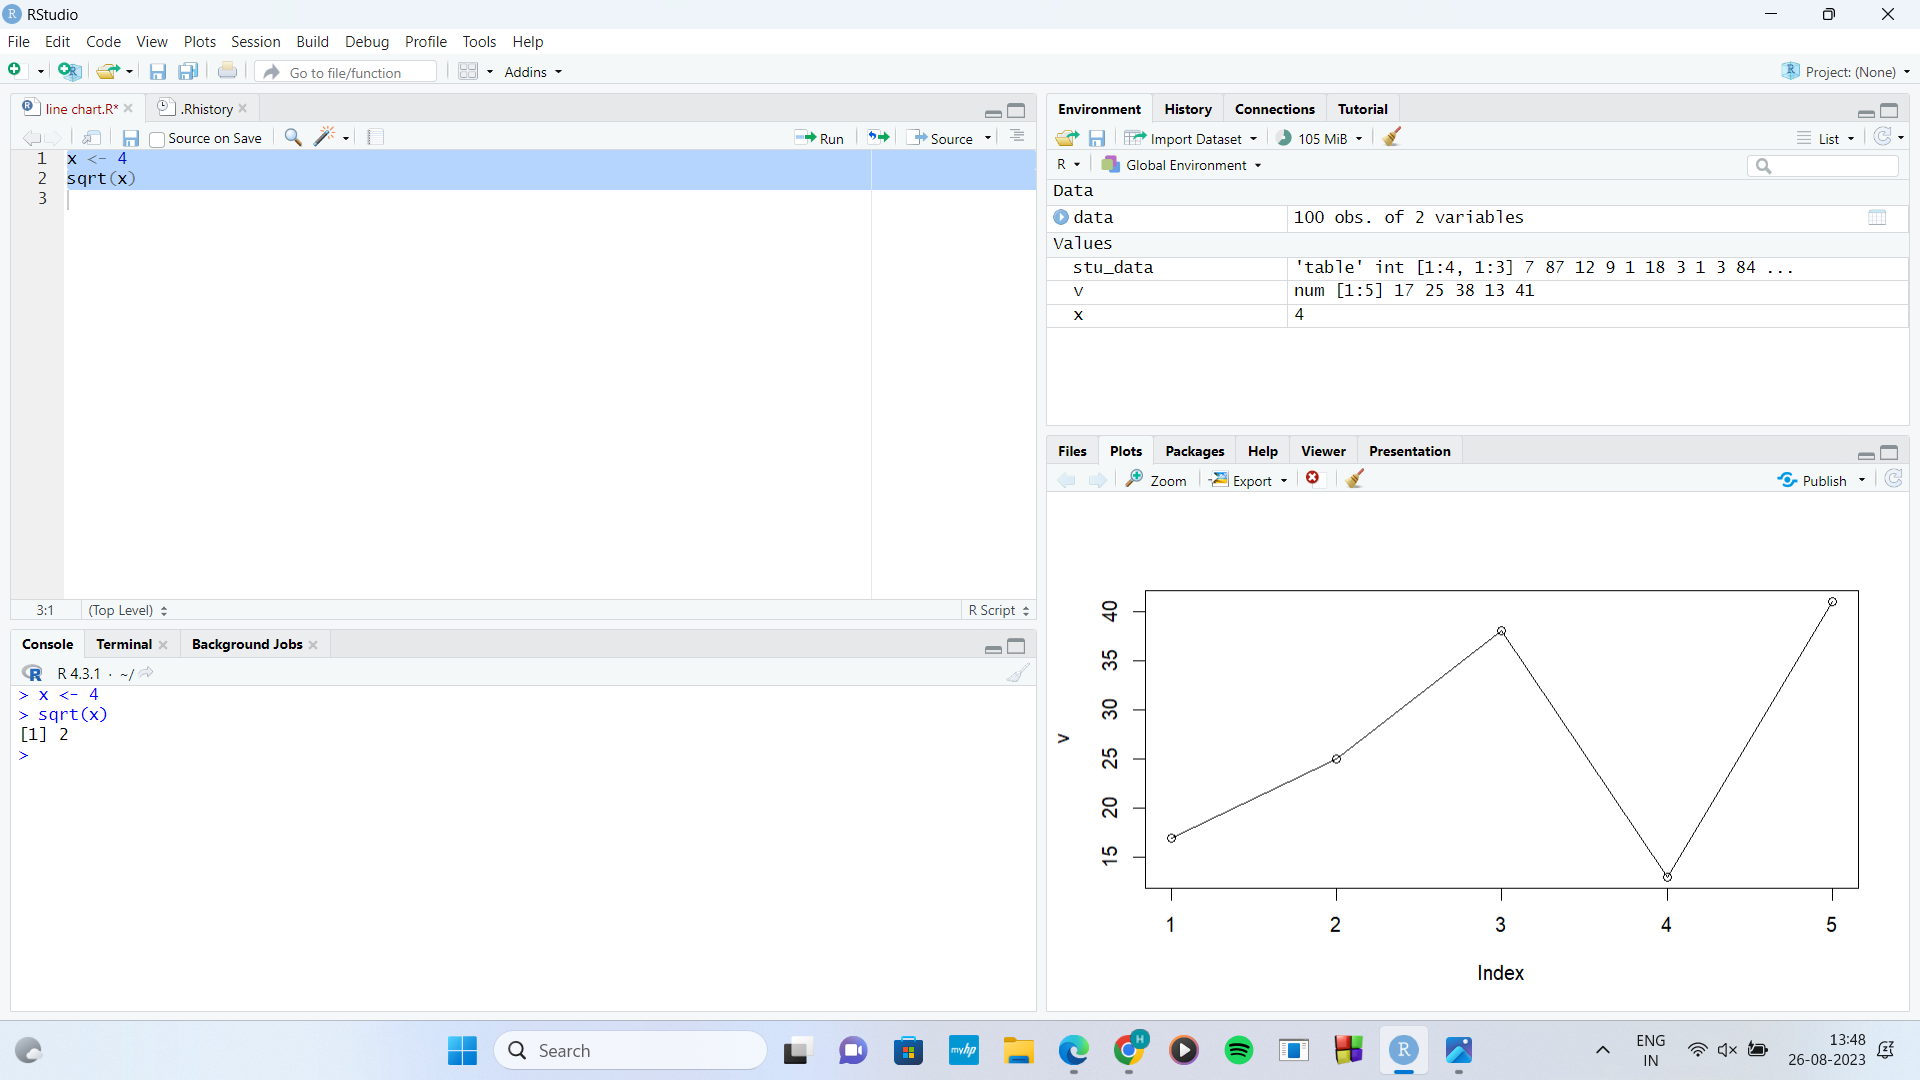 RStudio
File Edit Code View Plots Session Build Debug Profile Tools Help
Go to file/function Addins Project: (None)
line chart.R* .Rhistory
Source on Save Run Source
1 x <- 4
2 sqrt(x)
3
3:1 (Top Level) R Script
Console Terminal Background Jobs
R 4.3.1 · ~/
> x <- 4
> sqrt(x)
[1] 2
>
Environment History Connections Tutorial
Import Dataset 105 MiB List
R Global Environment
Data
data 100 obs. of 2 variables
Values
stu_data 'table' int [1:4, 1:3] 7 87 12 9 1 18 3 1 3 84 ...
v num [1:5] 17 25 38 13 41
x 4
Files Plots Packages Help Viewer Presentation
Zoom Export Publish
40
35
30
25
20
15
v
1 2 3 4 5
Index
Search
myhp
H
R
ENG
IN
13:48
26-08-2023